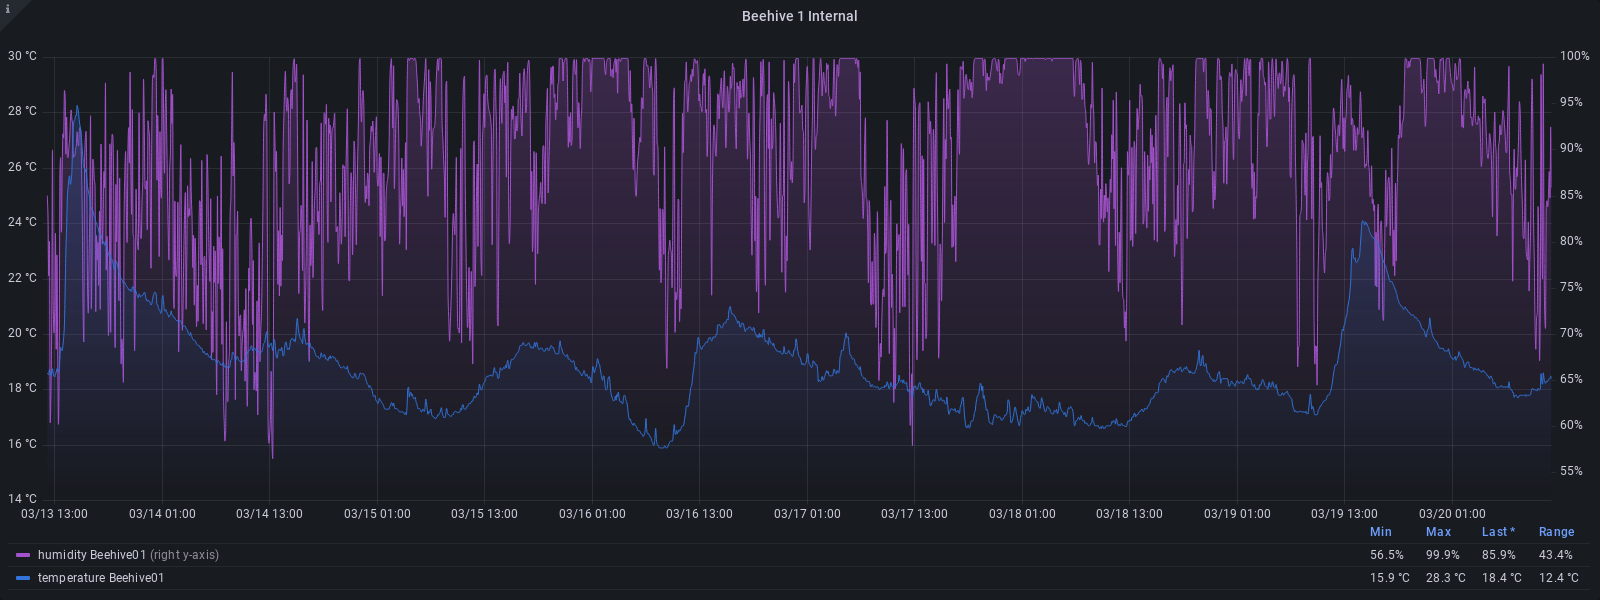 i
Beehive 1 Internal
30 °C 100%
28 °C 95%
26 °C 90%
24 °C 85%
22 °C 80%
20 °C 75%
18 °C 70%
16 °C 65%
14 °C 60%
55%
03/13 13:00 03/14 01:00 03/14 13:00 03/15 01:00 03/15 13:00 03/16 01:00 03/16 13:00 03/17 01:00 03/17 13:00 03/18 01:00 03/18 13:00 03/19 01:00 03/19 13:00 03/20 01:00
Min Max Last * Range
humidity Beehive01 (right y-axis) 56.5% 99.9% 85.9% 43.4%
temperature Beehive01 15.9 °C 28.3 °C 18.4 °C 12.4 °C